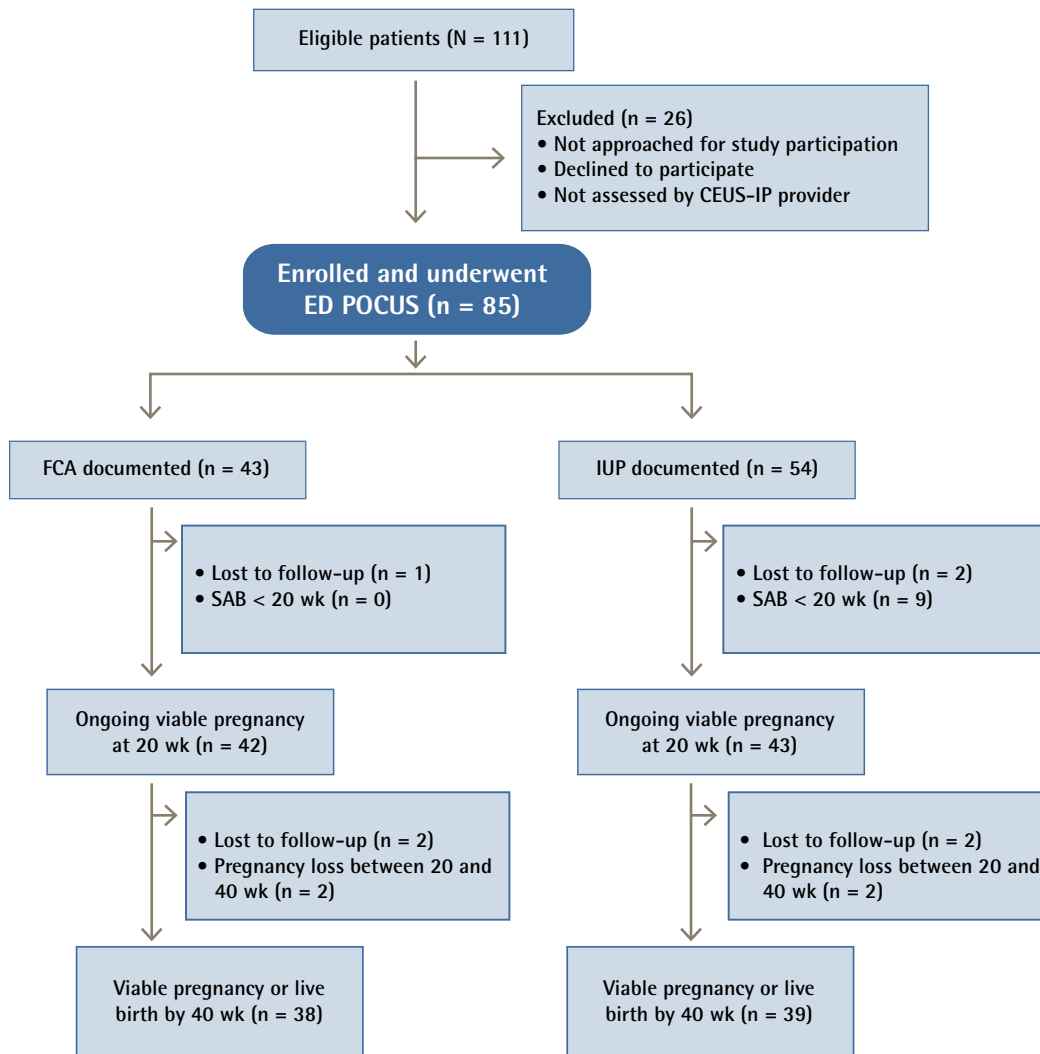 Eligible patients (N = 111)
Excluded (n = 26)
• Not approached for study participation
• Declined to participate
• Not assessed by CEUS-IP provider
Enrolled and underwent
ED POCUS (n = 85)
FCA documented (n = 43)
IUP documented (n = 54)
• Lost to follow-up (n = 1)
• SAB < 20 wk (n = 0)
• Lost to follow-up (n = 2)
• SAB < 20 wk (n = 9)
Ongoing viable pregnancy
at 20 wk (n = 42)
Ongoing viable pregnancy
at 20 wk (n = 43)
• Lost to follow-up (n = 2)
• Pregnancy loss between 20 and
40 wk (n = 2)
• Lost to follow-up (n = 2)
• Pregnancy loss between 20 and
40 wk (n = 2)
Viable pregnancy or live
birth by 40 wk (n = 38)
Viable pregnancy or live
birth by 40 wk (n = 39)